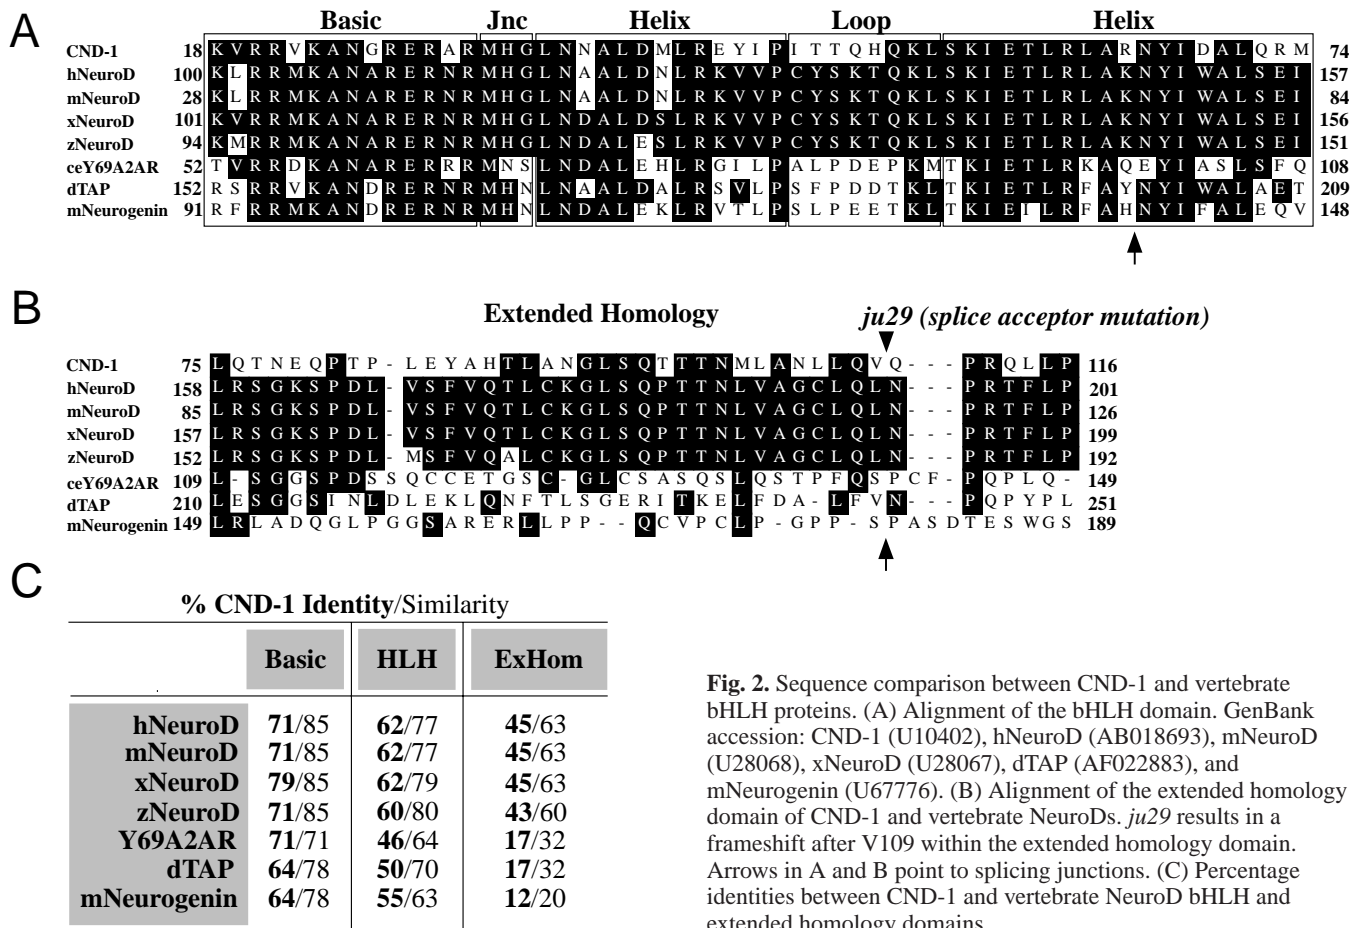 A
Basic Jnc Helix Loop Helix
CND-1 18 K V R R V K A N G R E R A R M H G L N N A L D M L R E Y I P I T T Q H Q K L S K I E T L R L A R N Y I D A L Q R M 74
hNeuroD 100 K L R R M K A N A R E R N R M H G L N A A L D N L R K V V P C Y S K T Q K L S K I E T L R L A K N Y I W A L S E I 157
mNeuroD 28 K L R R M K A N A R E R N R M H G L N A A L D N L R K V V P C Y S K T Q K L S K I E T L R L A K N Y I W A L S E I 84
xNeuroD 101 K V R R M K A N A R E R N R M H G L N D A L D S L R K V V P C Y S K T Q K L S K I E T L R L A K N Y I W A L S E I 156
zNeuroD 94 K M R R M K A N A R E R N R M H G L N D A L E S L R K V V P C Y S K T Q K L S K I E T L R L A K N Y I W A L S E I 151
ceY69A2AR 52 T V R R D K A N A R E R R R M N S L N D A L E H L R G I L P A L P D E P K M T K I E T L R K A Q E Y I A S L S F Q 108
dTAP 152 R S R R V K A N D R E R N R M H N L N A A L D A L R S V L P S F P D D T K L T K I E T L R F A Y N Y I W A L A E T 209
mNeurogenin 91 R F R R M K A N D R E R N R M H N L N D A L E K L R V T L P S L P E E T K L T K I E I L R F A H N Y I F A L E Q V 148
B
Extended Homology ju29 (splice acceptor mutation)
CND-1 75 L Q T N E Q P T P - L E Y A H T L A N G L S Q T T T N M L A N L L Q V Q - - - P R Q L L P 116
hNeuroD 158 L R S G K S P D L - V S F V Q T L C K G L S Q P T T N L V A G C L Q L N - - - P R T F L P 201
mNeuroD 85 L R S G K S P D L - V S F V Q T L C K G L S Q P T T N L V A G C L Q L N - - - P R T F L P 126
xNeuroD 157 L R S G K S P D L - V S F V Q T L C K G L S Q P T T N L V A G C L Q L N - - - P R T F L P 199
zNeuroD 152 L R S G K S P D L - M S F V Q A L C K G L S Q P T T N L V A G C L Q L N - - - P R T F L P 192
ceY69A2AR 109 L - S G G S P D S S Q C C E T G S C - G L C S A S Q S L Q S T P F Q S P C F - P Q P L Q - 149
dTAP 210 L E S G G S I N L D L E K L Q N F T L S G E R I T K E L F D A - L F V N - - - P Q P Y P L 251
mNeurogenin 149 L R L A D Q G L P G G S A R E R L L P P - - Q C V P C L P - G P P - S P A S D T E S W G S 189
C
% CND-1 Identity/Similarity
Basic HLH ExHom
hNeuroD 71/85 62/77 45/63
mNeuroD 71/85 62/77 45/63
xNeuroD 79/85 62/79 45/63
zNeuroD 71/85 60/80 43/60
Y69A2AR 71/71 46/64 17/32
dTAP 64/78 50/70 17/32
mNeurogenin 64/78 55/63 12/20
Fig. 2. Sequence comparison between CND-1 and vertebrate
bHLH proteins. (A) Alignment of the bHLH domain. GenBank
accession: CND-1 (U10402), hNeuroD (AB018693), mNeuroD
(U28068), xNeuroD (U28067), dTAP (AF022883), and
mNeurogenin (U67776). (B) Alignment of the extended homology
domain of CND-1 and vertebrate NeuroDs. ju29 results in a
frameshift after V109 within the extended homology domain.
Arrows in A and B point to splicing junctions. (C) Percentage
identities between CND-1 and vertebrate NeuroD bHLH and
extended homology domains